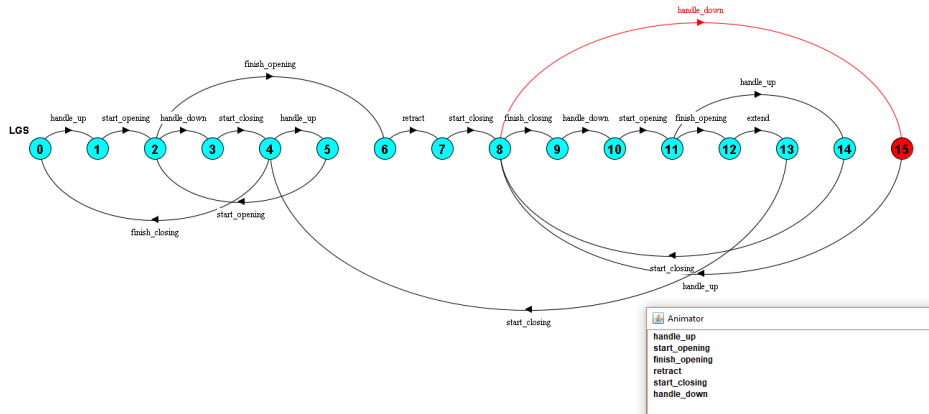 handle_down
finish_opening
handle_up
handle_up
start_opening
handle_down
start_closing
handle_up
retract
start_closing
finish_closing
handle_down
start_opening
finish_opening
extend
LGS
0
1
2
3
4
5
6
7
8
9
10
11
12
13
14
15
start_opening
finish_closing
start_closing
handle_up
start_closing
Animator
handle_up
start_opening
finish_opening
retract
start_closing
handle_down